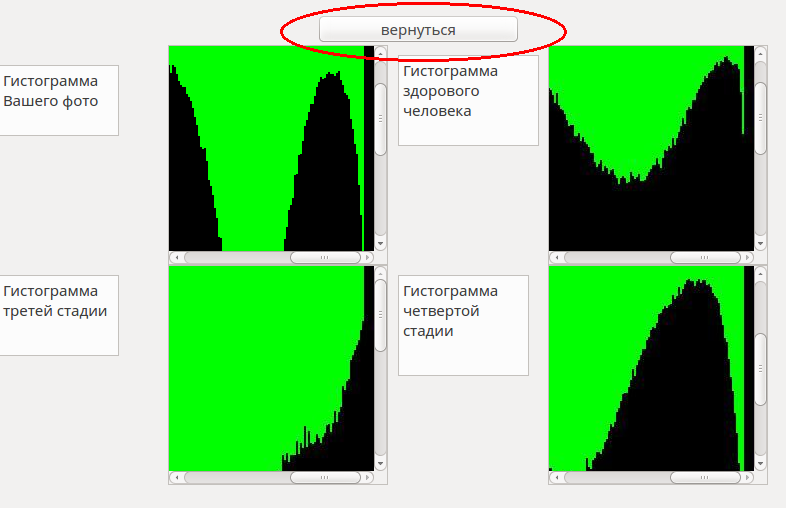 вернуться
Гистограмма
Вашего фото
Гистограмма
здорового
человека
Гистограмма
третей стадии
Гистограмма
четвертой
стадии